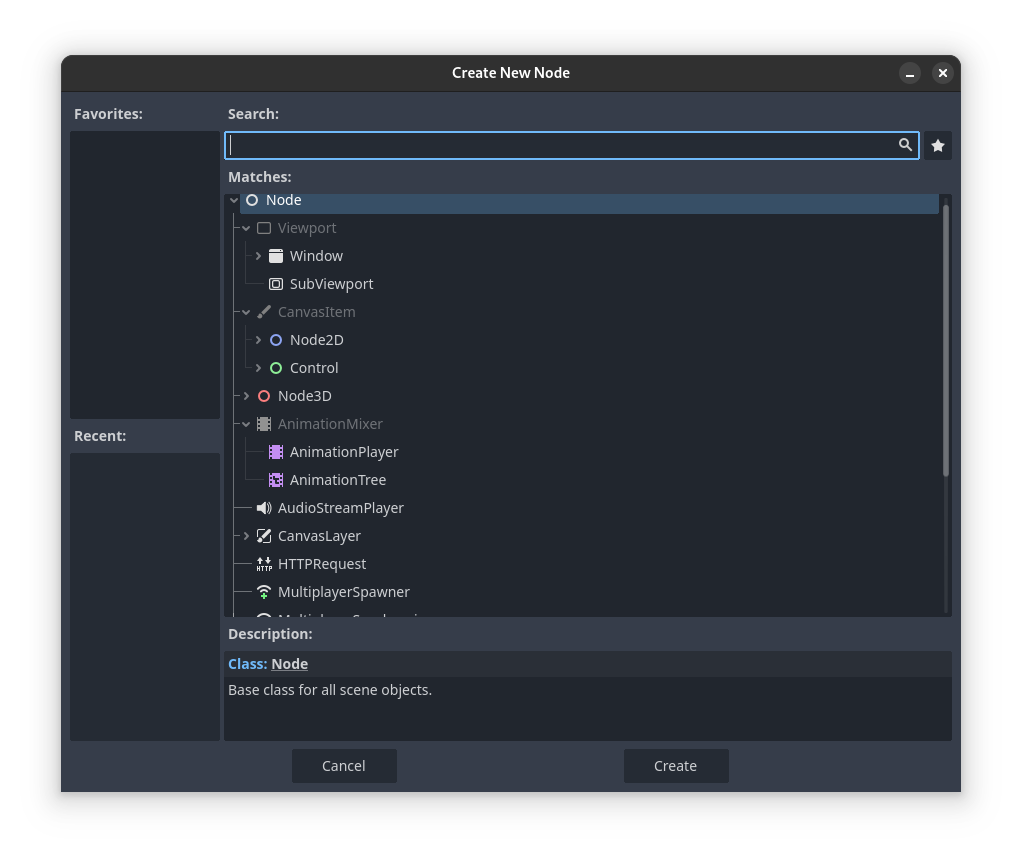 Create New Node
Favorites:
Search:
Matches:
Node
Viewport
Window
SubViewport
CanvasItem
Node2D
Control
Node3D
AnimationMixer
AnimationPlayer
AnimationTree
AudioStreamPlayer
CanvasLayer
HTTP HTTPRequest
MultiplayerSpawner
Recent:
Description:
Class: Node
Base class for all scene objects.
Cancel
Create